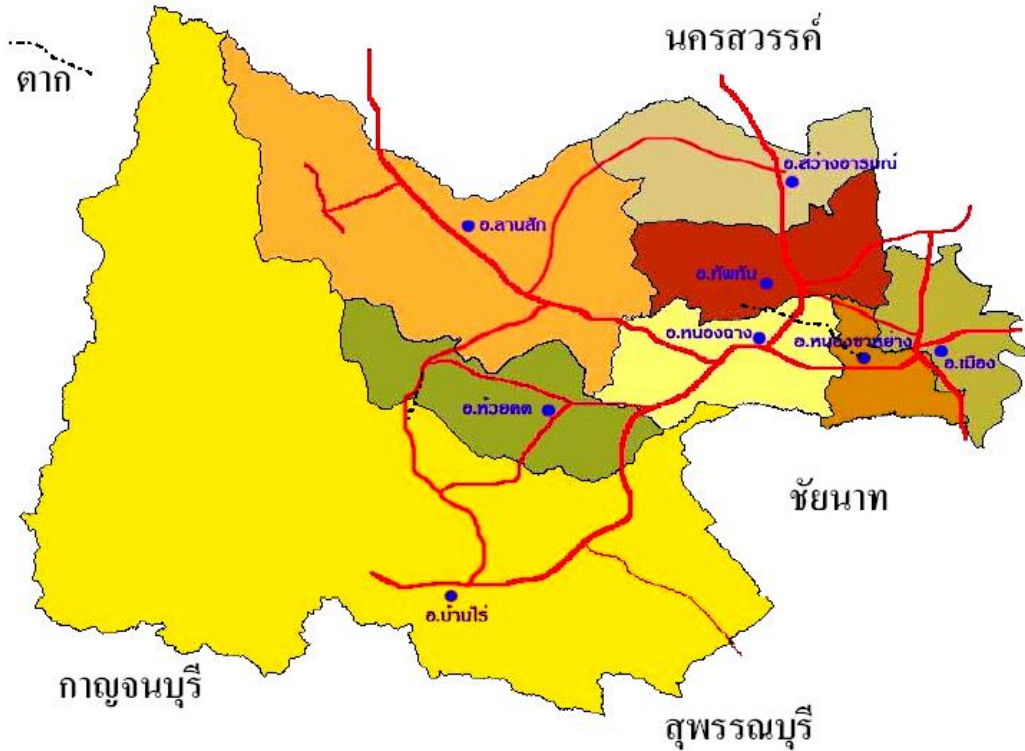 นครสวรรค์
ตาก
อ.สว่างอารมณ์
อ.ลานสัก
อ.ทัพทัน
อ.หนองฉาง
อ.หนองขาหย่าง
อ.เมือง
อ.ห้วยคต
ชัยนาท
อ.บ้านไร่
กาญจนบุรี
สุพรรณบุรี